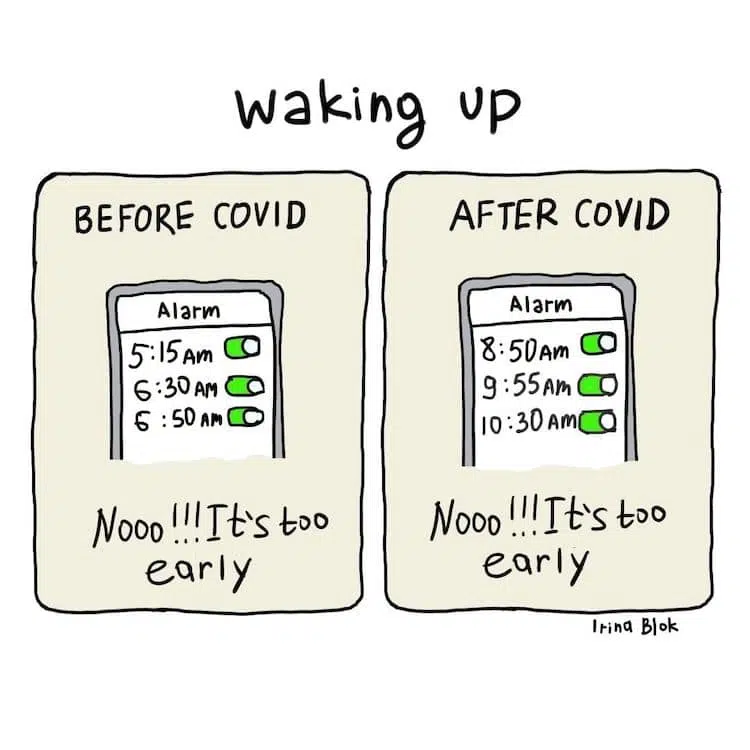 waking up
BEFORE COVID
Alarm
5:15 AM
6:30 AM
6:50 AM
Nooo!!! It's too
early
AFTER COVID
Alarm
8:50 AM
9:55 AM
10:30 AM
Nooo!!! It's too
early
Irina Blok